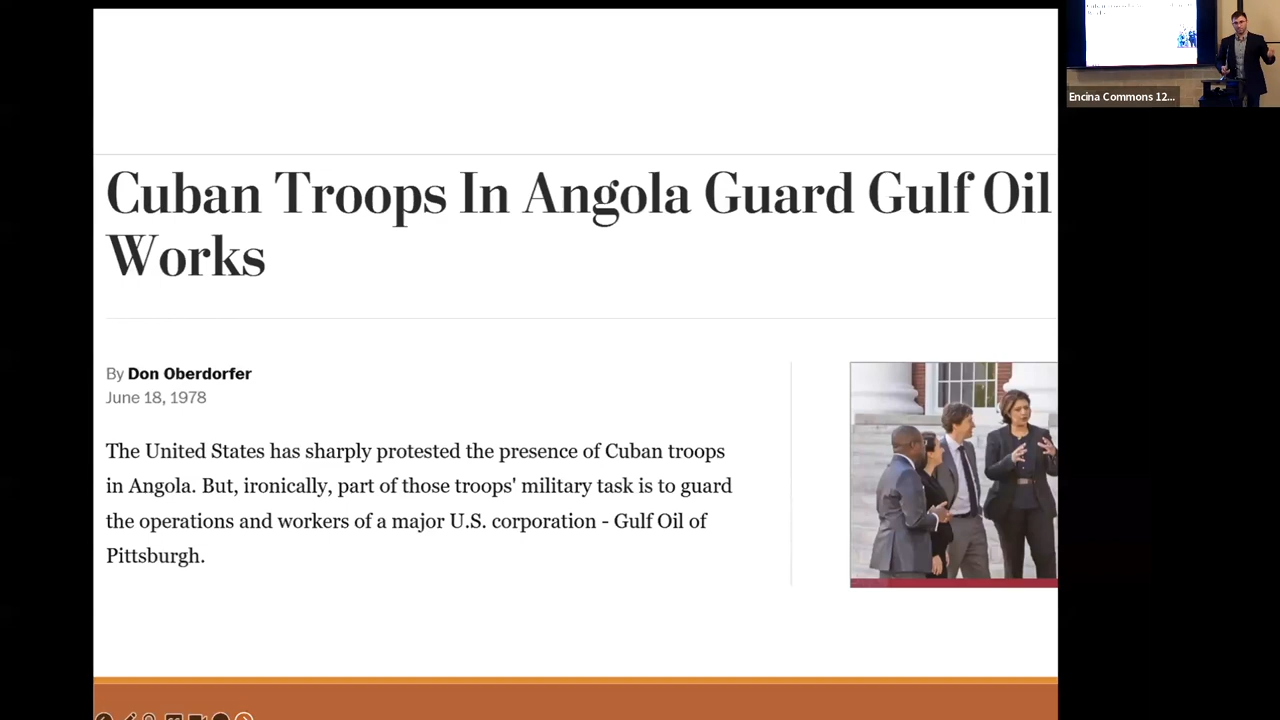 Cuban Troops In Angola Guard Gulf Oil
Works
By Don Oberdorfer
June 18, 1978
The United States has sharply protested the presence of Cuban troops
in Angola. But, ironically, part of those troops' military task is to guard
the operations and workers of a major U.S. corporation - Gulf Oil of
Pittsburgh.
Encina Commons 12...